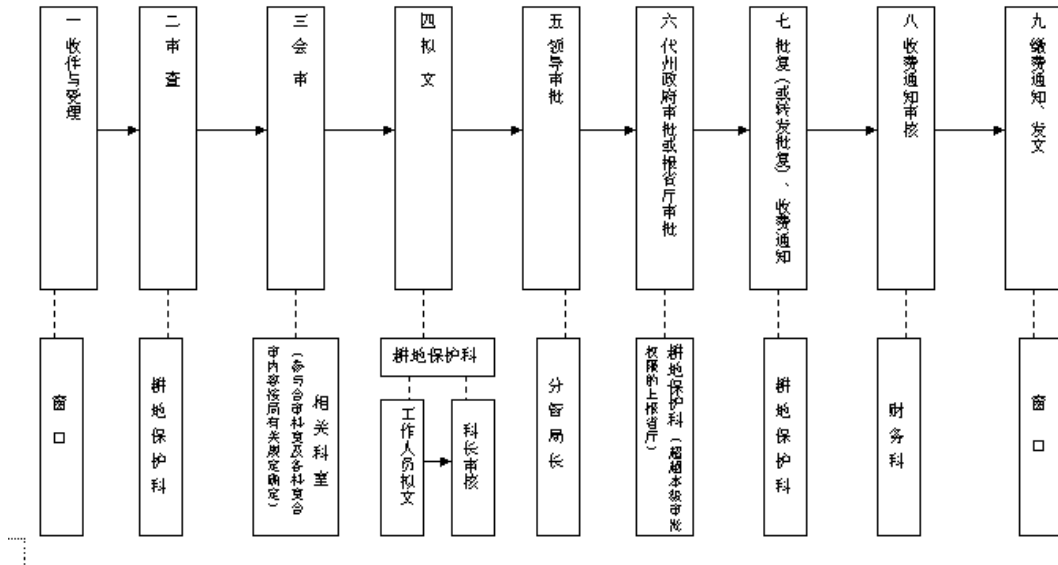 一 收件与受理
二 审 查
三 会 审
四 拟 文
五 领导审批
六 代州政府审批或报省厅审批
七 批复(或转发批复)、收费通知
八 收费通知审核
九 缴费通知、发文
窗 口
耕地保护科
相关科室
(参与会审科室及各科室会
审内容按局有关规定确定)
耕地保护科
工作人员拟文
科长审核
分管局长
耕地保护科(超越本级审批
权限的上报省厅)
耕地保护科
财务科
窗 口